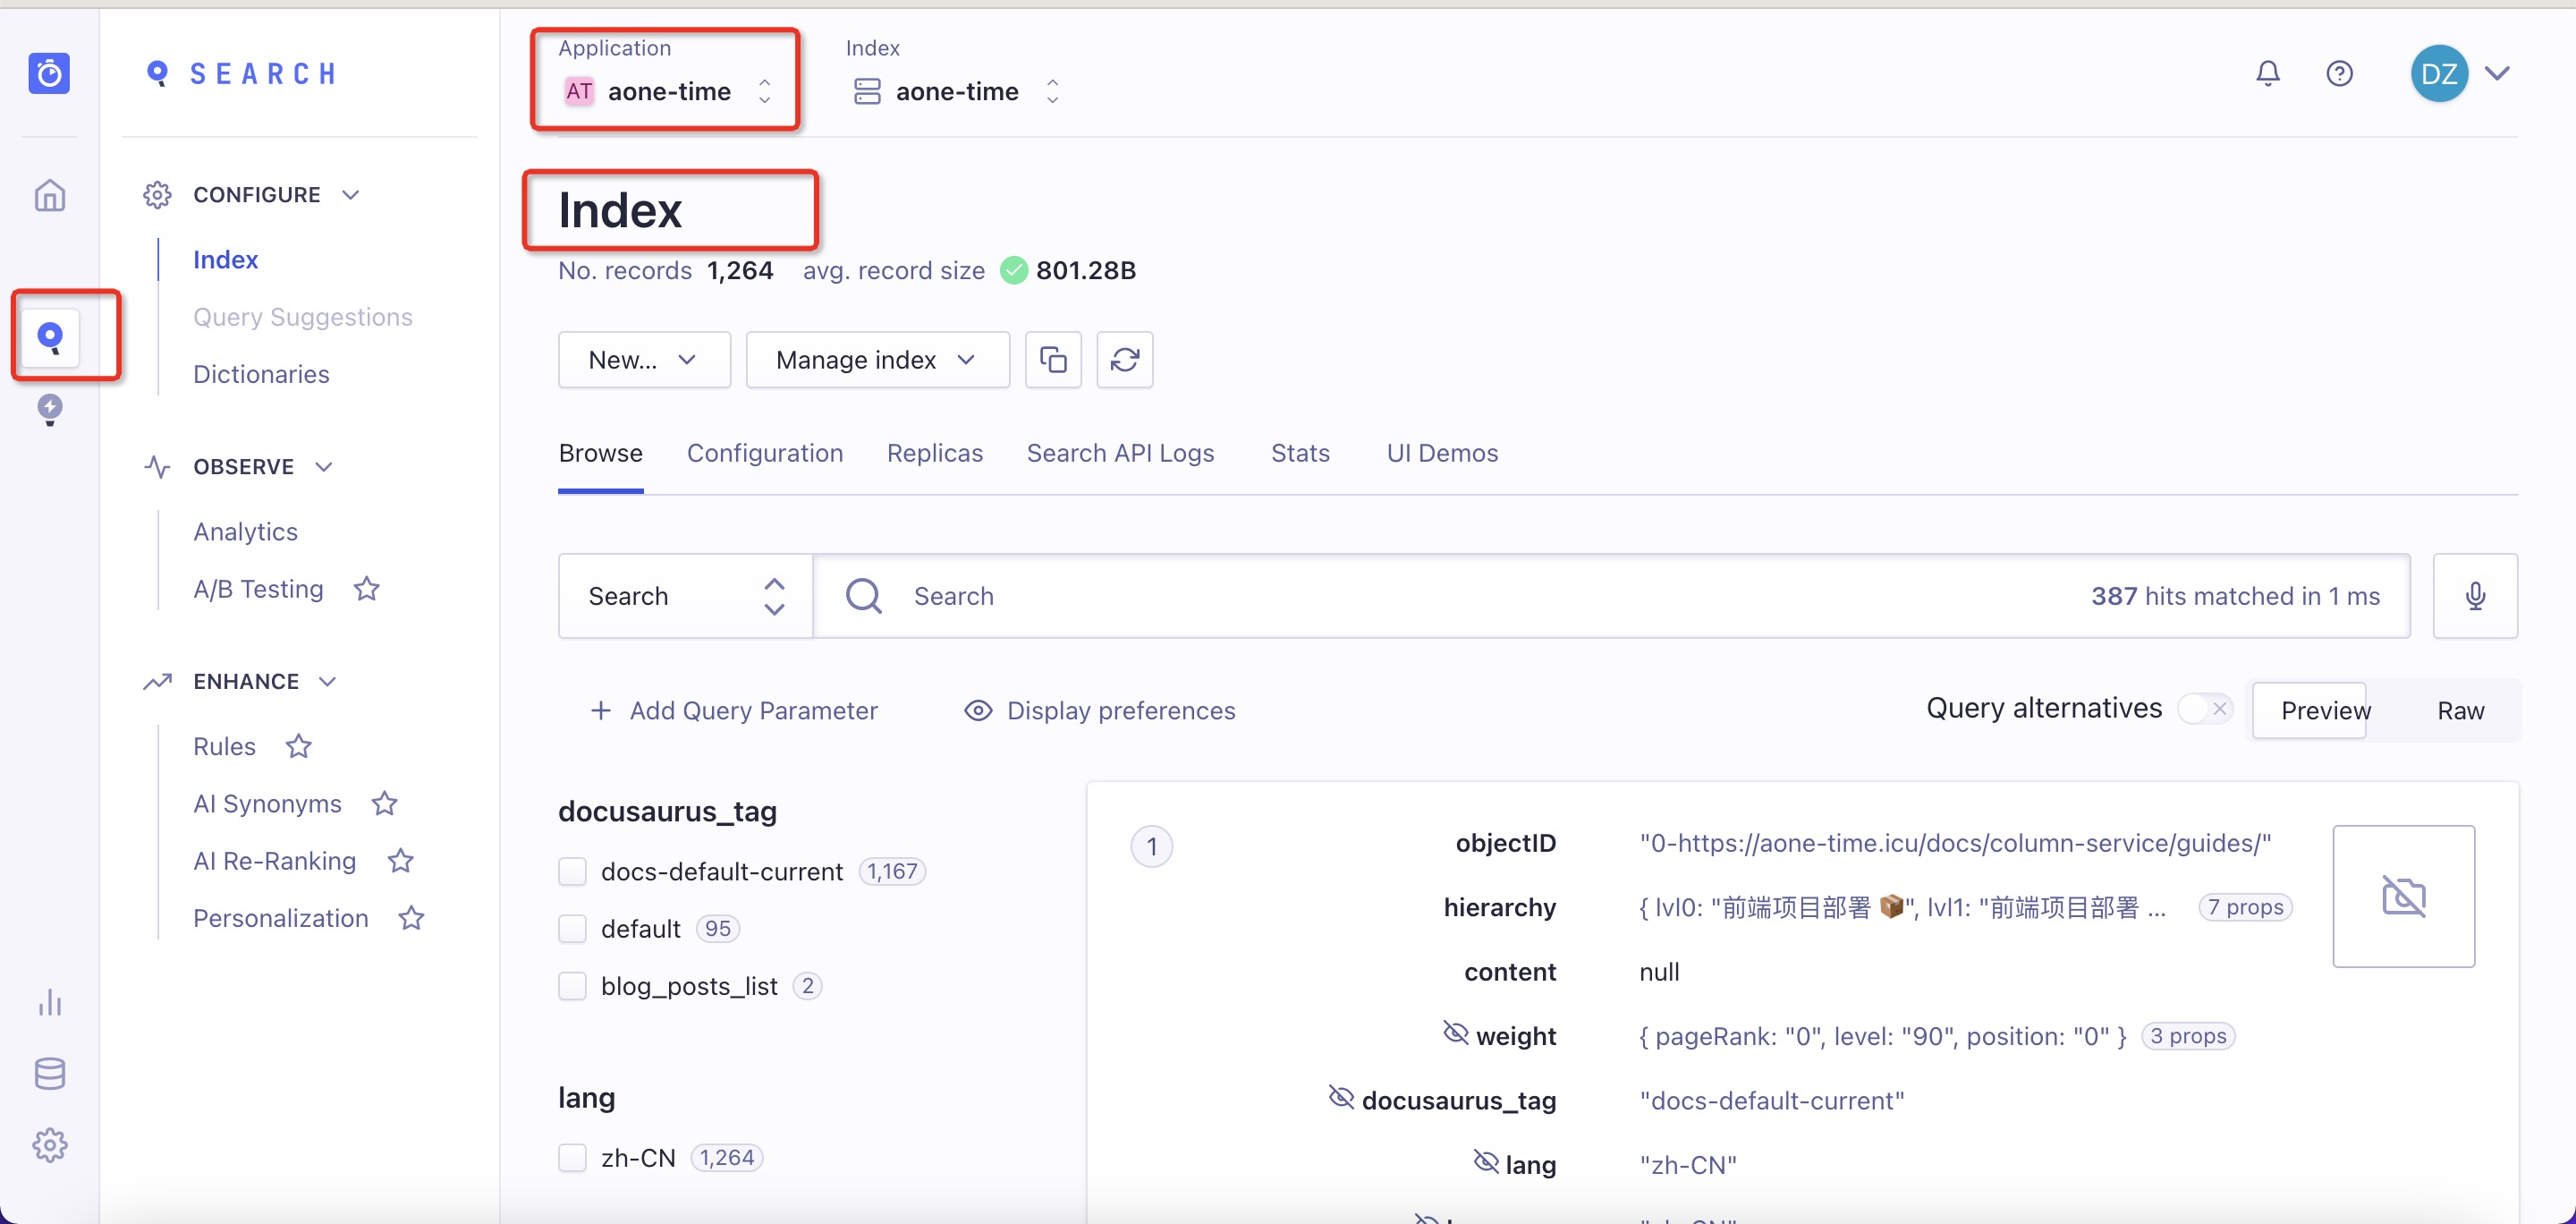 SEARCH
CONFIGURE
Index
Query Suggestions
Dictionaries
OBSERVE
Analytics
A/B Testing
ENHANCE
Rules
AI Synonyms
AI Re-Ranking
Personalization
Application
AT aone-time
Index
aone-time
DZ
Index
No. records 1,264 avg. record size 801.28B
New...
Manage index
Browse Configuration Replicas Search API Logs Stats UI Demos
Search
Search
387 hits matched in 1 ms
Add Query Parameter
Display preferences
Query alternatives
Preview
Raw
docusaurus_tag
docs-default-current 1,167
default 95
blog_posts_list 2
lang
zh-CN 1,264
1
objectID "0-https://aone-time.icu/docs/column-service/guides/"
hierarchy { lvl0: "前端项目部署 📦", lvl1: "前端项目部署 ... 7 props
content null
weight { pageRank: "0", level: "90", position: "0" } 3 props
docusaurus_tag "docs-default-current"
lang "zh-CN"